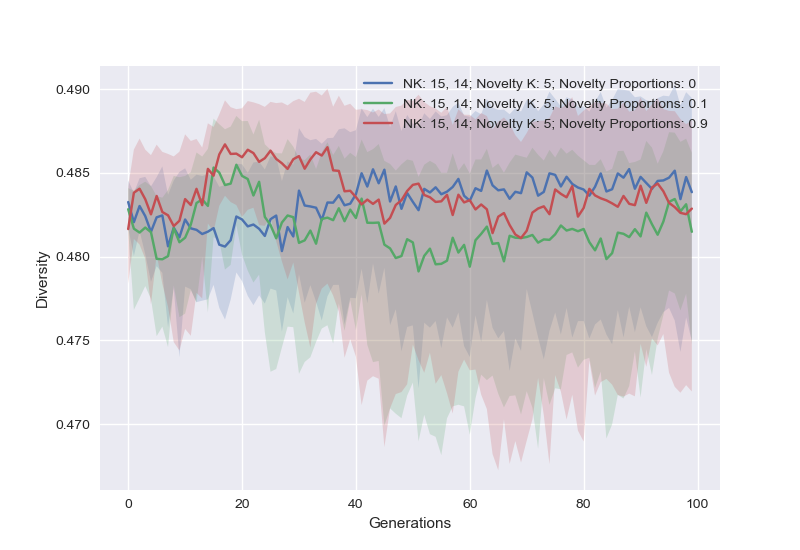 NK: 15, 14; Novelty K: 5; Novelty Proportions: 0
NK: 15, 14; Novelty K: 5; Novelty Proportions: 0.1
NK: 15, 14; Novelty K: 5; Novelty Proportions: 0.9
0.490
0.485
0.480
0.475
0.470
Diversity
0 20 40 60 80 100
Generations